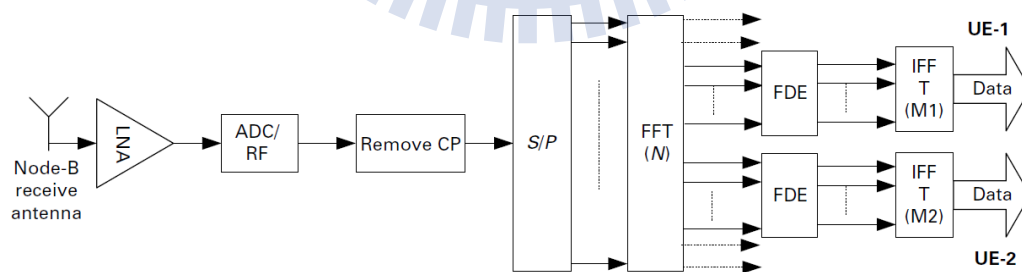 UE-1
Node-B
receive
antenna
LNA
ADC/
RF
Remove CP
S/P
FFT
(N)
FDE
IFF
T
(M1)
Data
FDE
IFF
T
(M2)
Data
UE-2